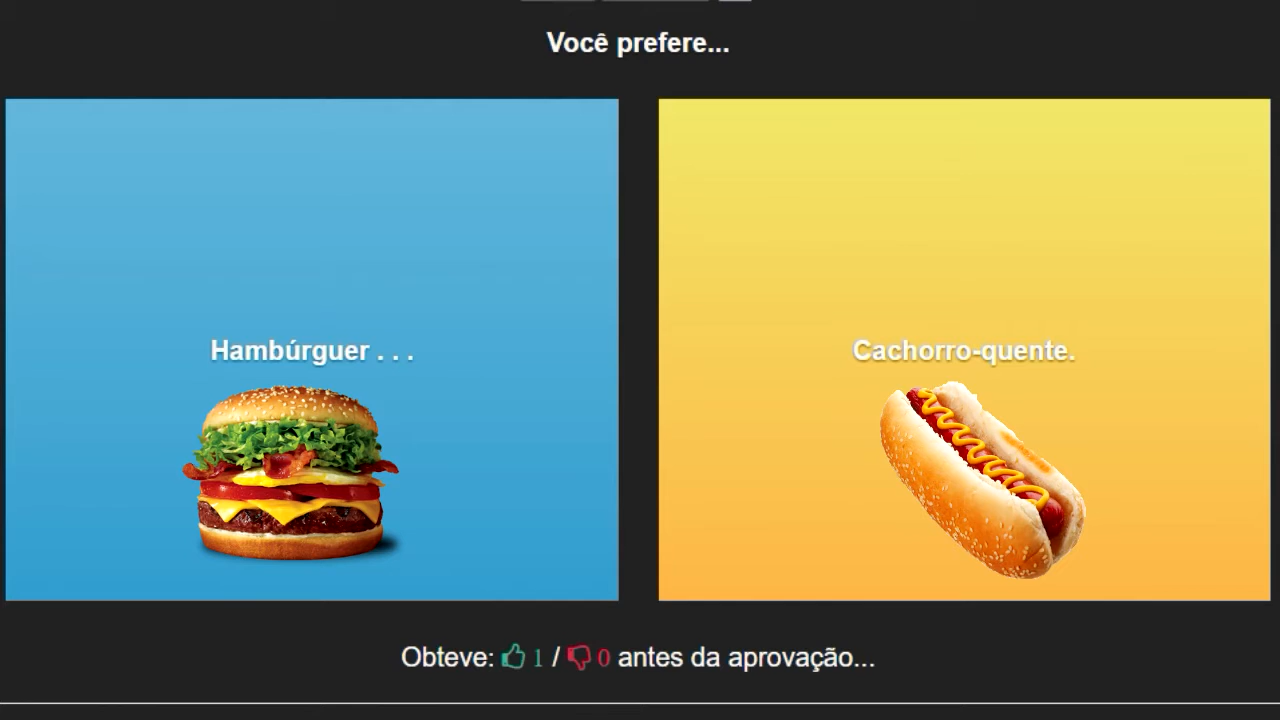 Você prefere...
Hambúrguer . . .
Cachorro-quente.
Obteve: 1 / 0 antes da aprovação...